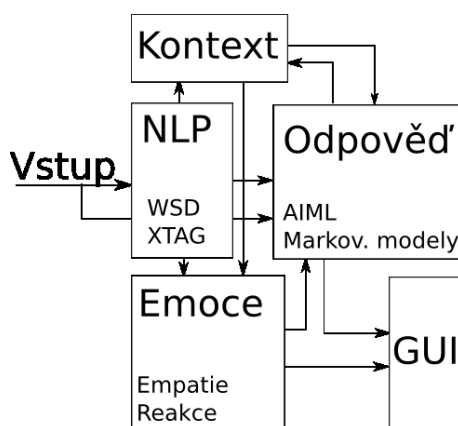 Kontext
NLP
Vstup
WSD
XTAG
Odpověď
AIML
Markov. modely
Emoce
Empatie
Reakce
GUI